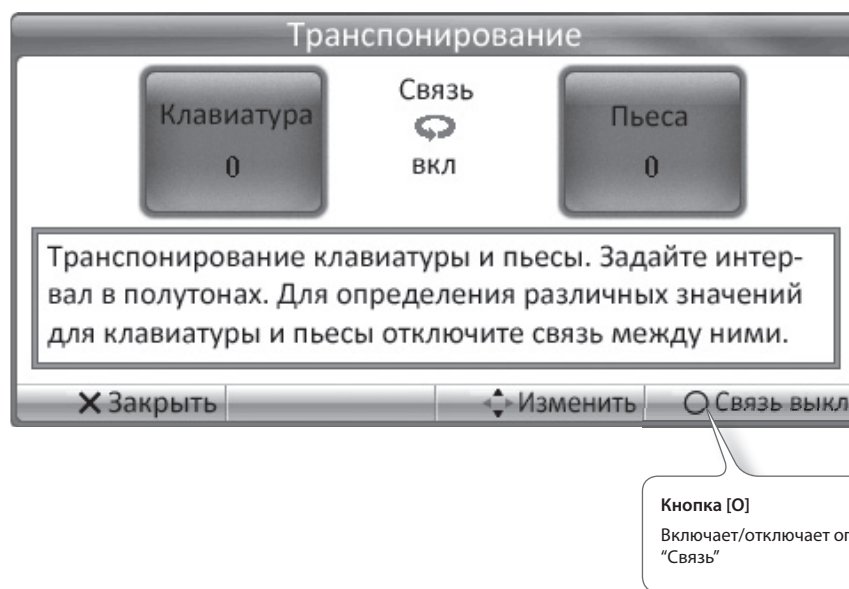 Транспонирование
Клавиатура
0
Связь
вкл
Пьеса
0
Транспонирование клавиатуры и пьесы. Задайте интер-
вал в полутонах. Для определения различных значений
для клавиатуры и пьесы отключите связь между ними.
Закрыть Изменить Связь выкл
Кнопка [O]
Включает/отключает
“Связь”